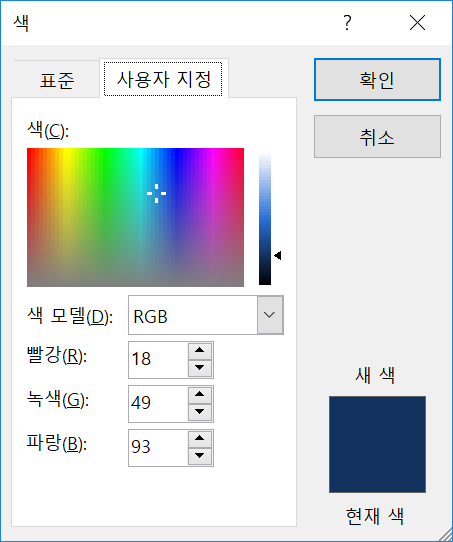 색
?
표준
사용자 지정
확인
취소
색(C):
색 모델(D):
RGB
빨강(R):
18
녹색(G):
49
파랑(B):
93
새 색
현재 색